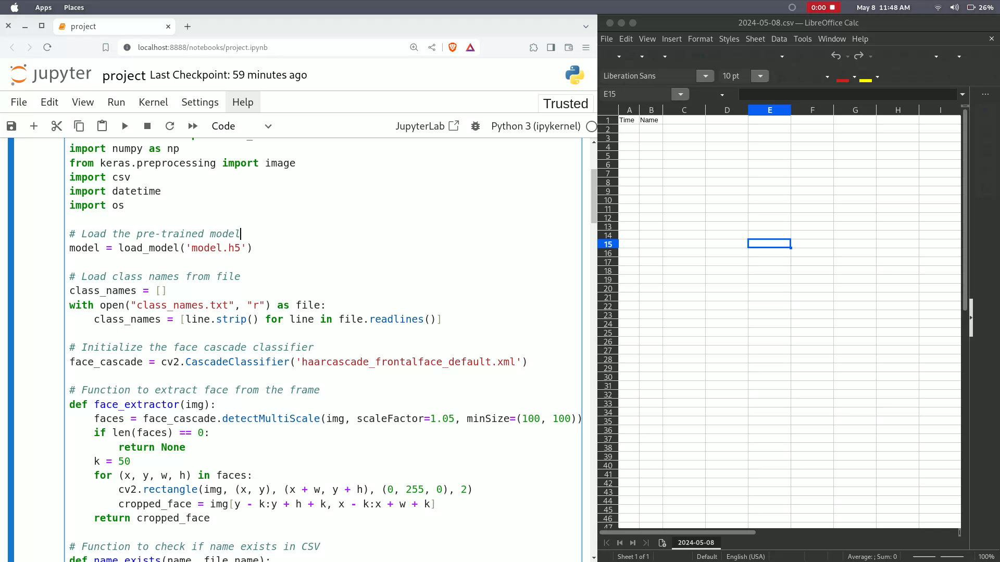 Apps Places
0:00
May 8 11:48 AM
26%
project
localhost:8888/notebooks/project.ipynb
jupyter project Last Checkpoint: 59 minutes ago
File Edit View Run Kernel Settings Help
Trusted
Code
JupyterLab
Python 3 (ipykernel)
import numpy as np
from keras.preprocessing import image
import csv
import datetime
import os
# Load the pre-trained model
model = load_model('model.h5')
# Load class names from file
class_names = []
with open("class_names.txt", "r") as file:
    class_names = [line.strip() for line in file.readlines()]
# Initialize the face cascade classifier
face_cascade = cv2.CascadeClassifier('haarcascade_frontalface_default.xml')
# Function to extract face from the frame
def face_extractor(img):
    faces = face_cascade.detectMultiScale(img, scaleFactor=1.05, minSize=(100, 100))
    if len(faces) == 0:
        return None
    k = 50
    for (x, y, w, h) in faces:
        cv2.rectangle(img, (x, y), (x + w, y + h), (0, 255, 0), 2)
        cropped_face = img[y - k:y + h + k, x - k:x + w + k]
    return cropped_face
# Function to check if name exists in CSV
def name_exists(name, file_name):
2024-05-08.csv — LibreOffice Calc
File Edit View Insert Format Styles Sheet Data Tools Window Help
Liberation Sans
10 pt
E15
A B C D E F G H I
1 Time Name
2
3
4
5
6
7
8
9
10
11
12
13
14
15
16
17
18
19
20
21
22
23
24
25
26
27
28
29
30
31
32
33
34
35
36
37
38
39
40
41
42
43
44
45
46
47
2024-05-08
Sheet 1 of 1
Default
English (USA)
Average: ; Sum: 0
100%